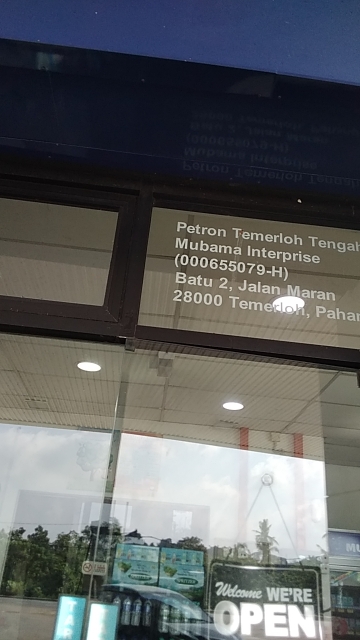 Petron Temerloh Tengah
Mubama Interprise
(000655079-H)
Batu 2, Jalan Maran
28000 Temerloh, Pahan
Welcome WE'RE
OPEN